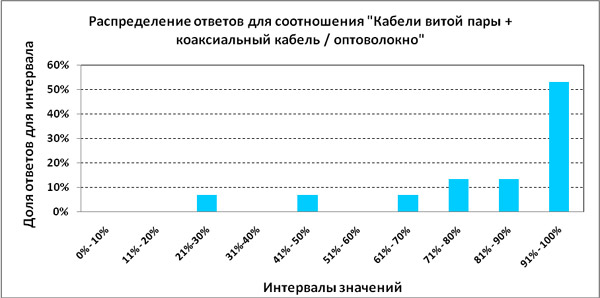 Распределение ответов для соотношения "Кабели витой пары +
коаксиальный кабель / оптоволокно"
Доля ответов для интервала
60%
50%
40%
30%
20%
10%
0%
0% - 10%
11% - 20%
21%-30%
31%-40%
41% - 50%
51% - 60%
61% - 70%
71% - 80%
81% - 90%
91% - 100%
Интервалы значений